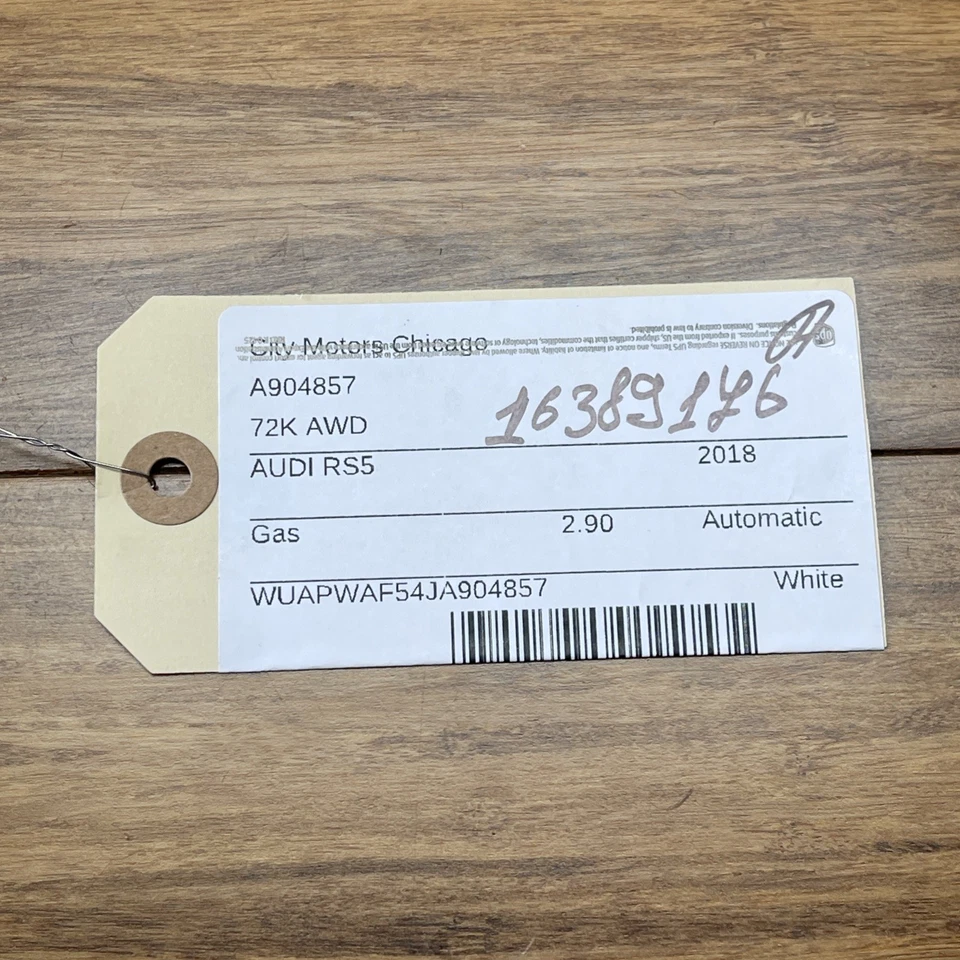 City Motors Chicago
A904857
72K AWD
16389176
AUDI RS5 2018
Gas 2.90 Automatic
WUAPWAF54JA904857 White